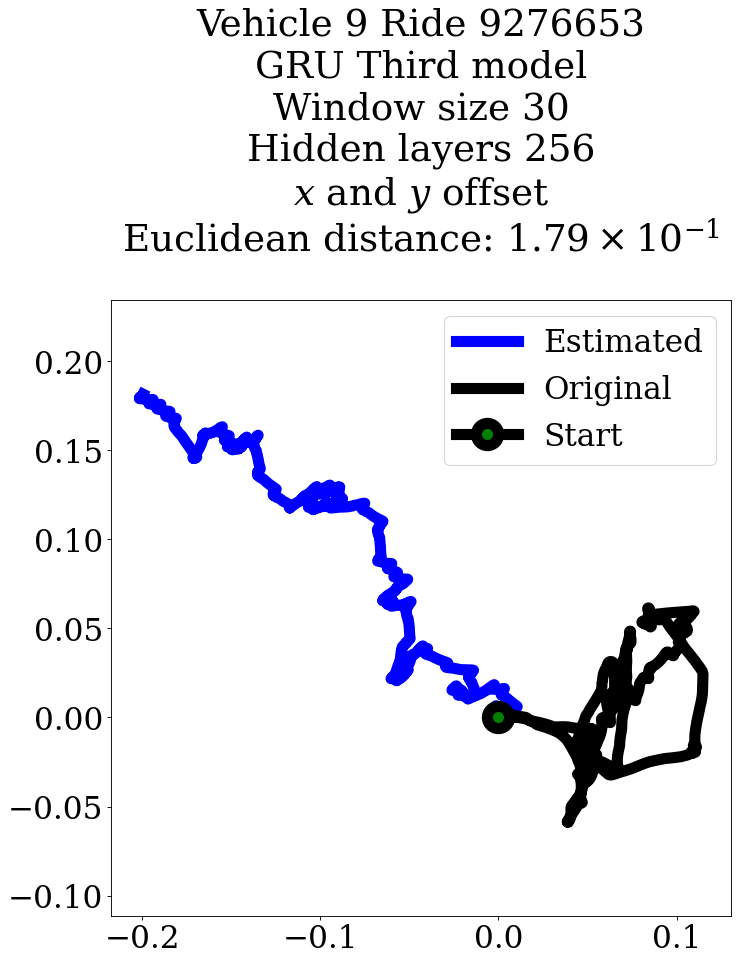 Vehicle 9 Ride 9276653
GRU Third model
Window size 30
Hidden layers 256
x and y offset
Euclidean distance: 1.79 × 10⁻¹
Estimated
Original
Start
0.20
0.15
0.10
0.05
0.00
−0.05
−0.10
−0.2
−0.1
0.0
0.1